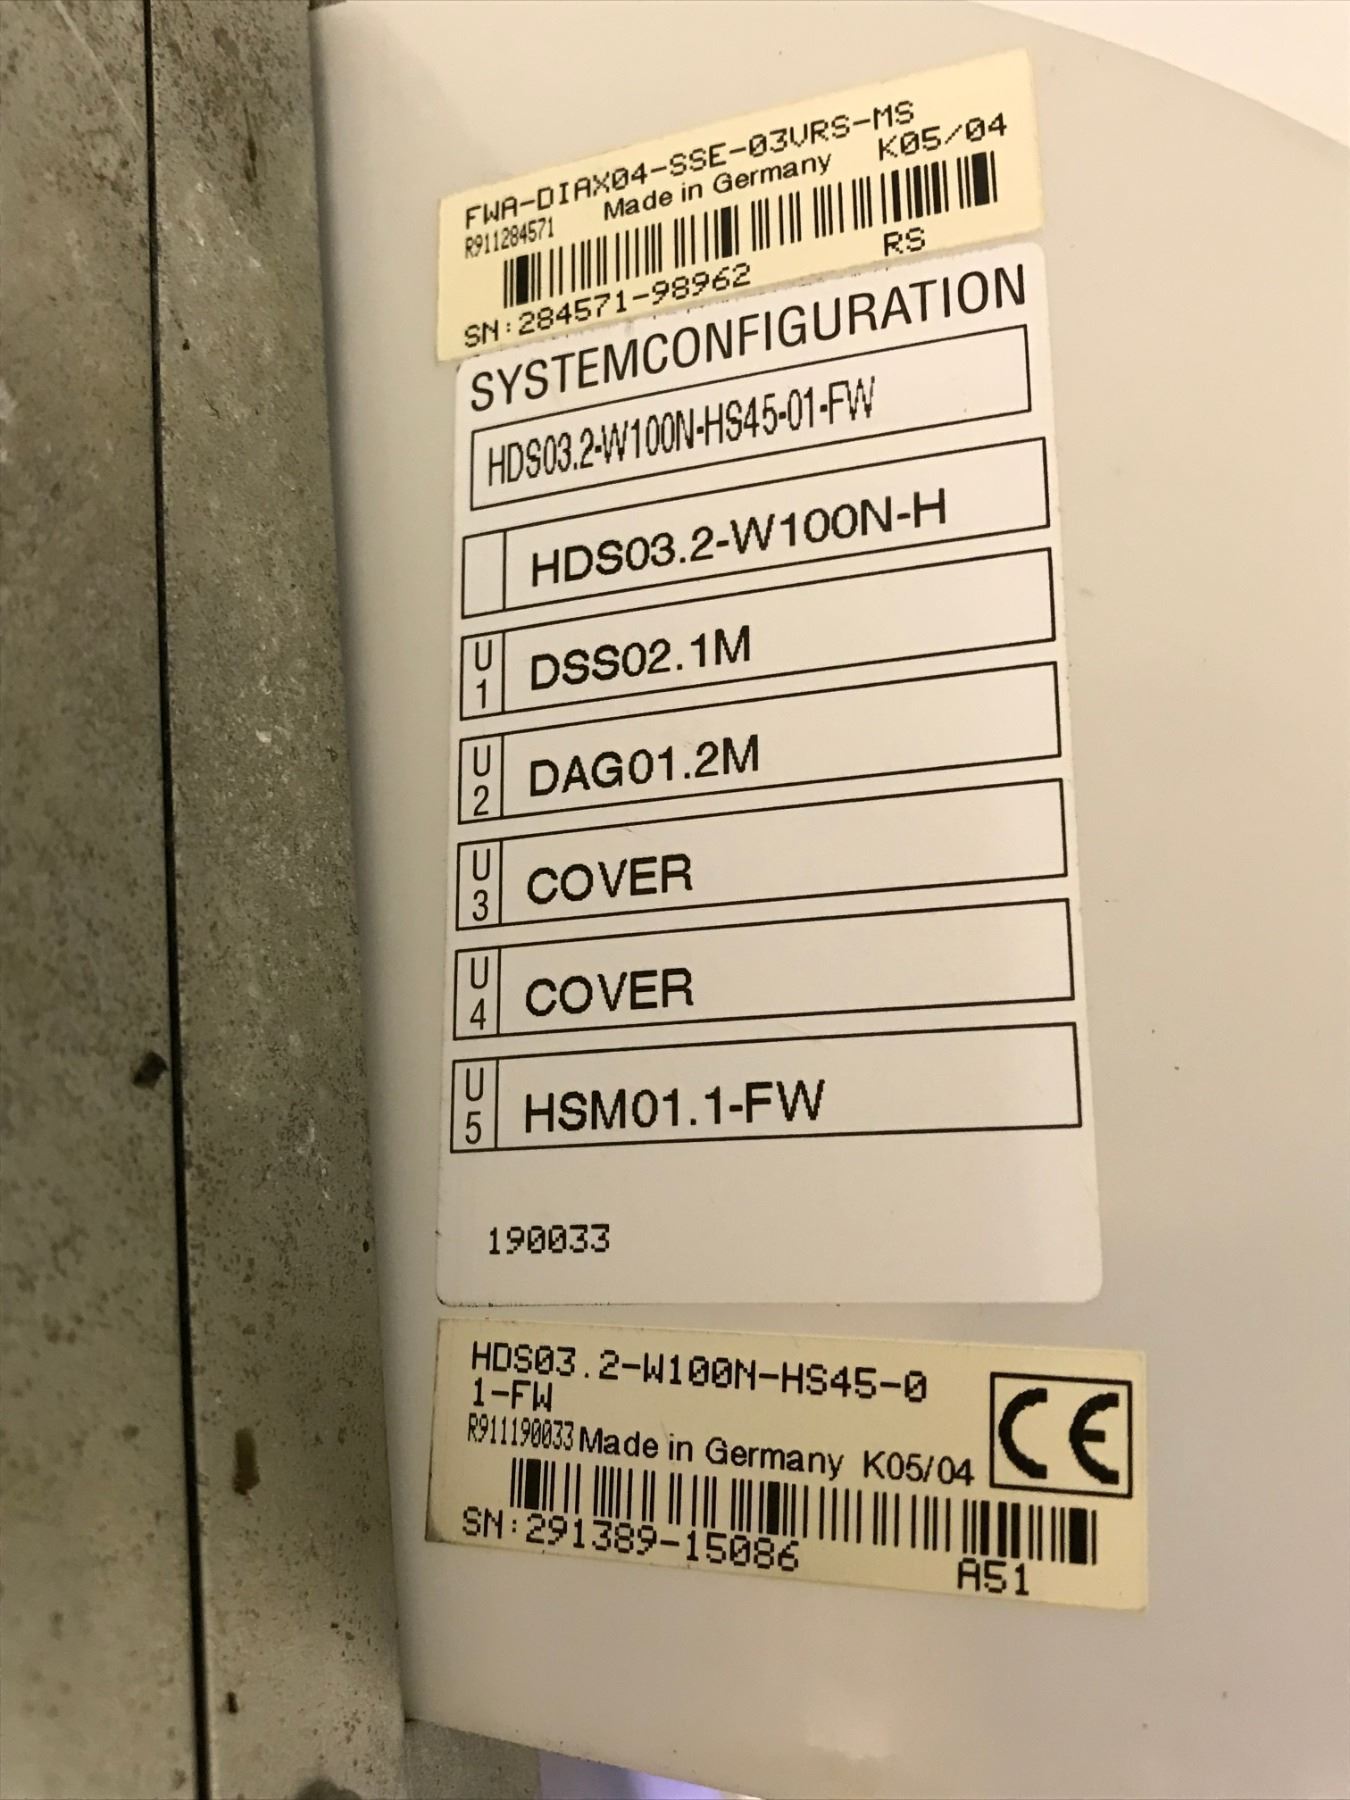 FWA-DIAX04-SSE-03VRS-MS
R911284571 Made in Germany K05/04
SN:284571-98962 RS
SYSTEMCONFIGURATION
HDS03.2-W100N-HS45-01-FW
HDS03.2-W100N-H
U1 DSS02.1M
U2 DAG01.2M
U3 COVER
U4 COVER
U5 HSM01.1-FW
190033
HDS03.2-W100N-HS45-0
1-FW
R911190033 Made in Germany K05/04
CE
SN:291389-15086 A51